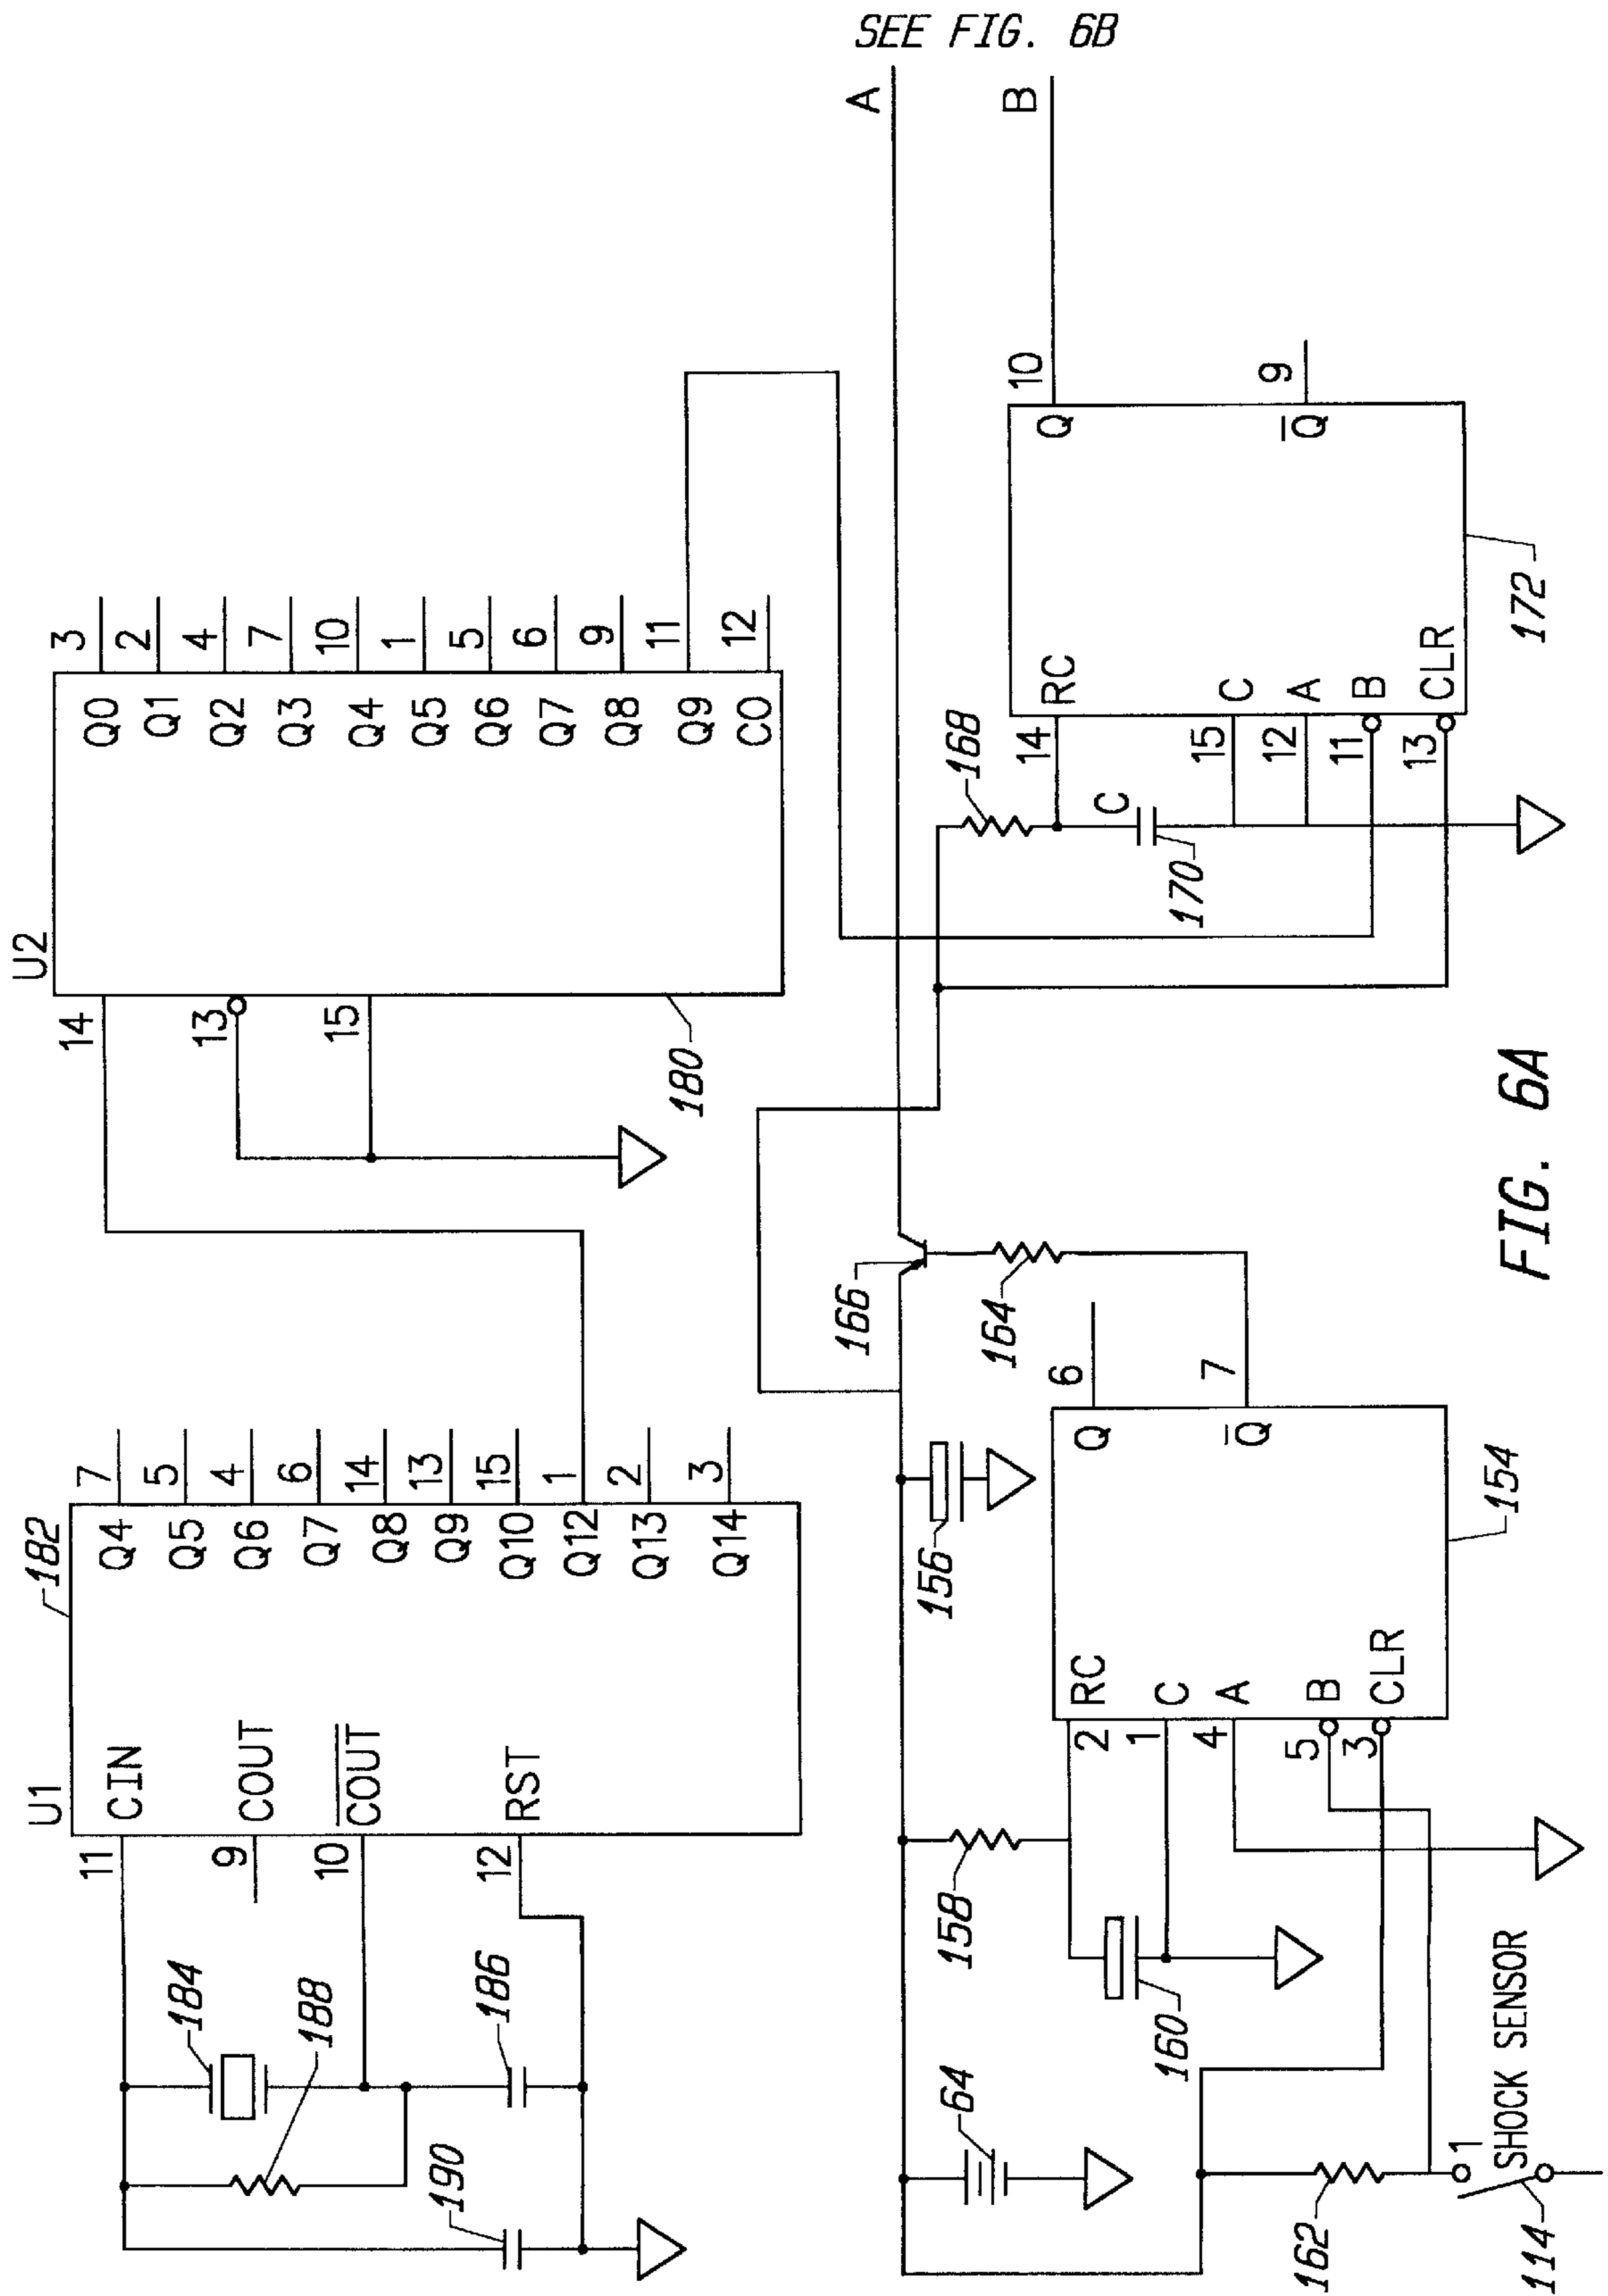 SEE FIG. 6B
A
B
U1
182
11 CIN
9 COUT
10 COUT
12 RST
Q4 7
Q5 5
Q6 4
Q7 6
Q8 14
Q9 13
Q10 15
Q12 1
Q13 2
Q14 3
184
188
186
190
U2
14
13
15
180
Q0 3
Q1 2
Q2 4
Q3 7
Q4 10
Q5 1
Q6 5
Q7 6
Q8 9
Q9 11
CO 12
64
158
160
156
166
164
162
114
1
SHOCK SENSOR
2 RC
1 C
4 A
5 B
3 CLR
Q 6
Q 7
154
168
C
170
14 RC
15 C
12 A
11 B
13 CLR
Q 10
Q 9
172
FIG. 6A